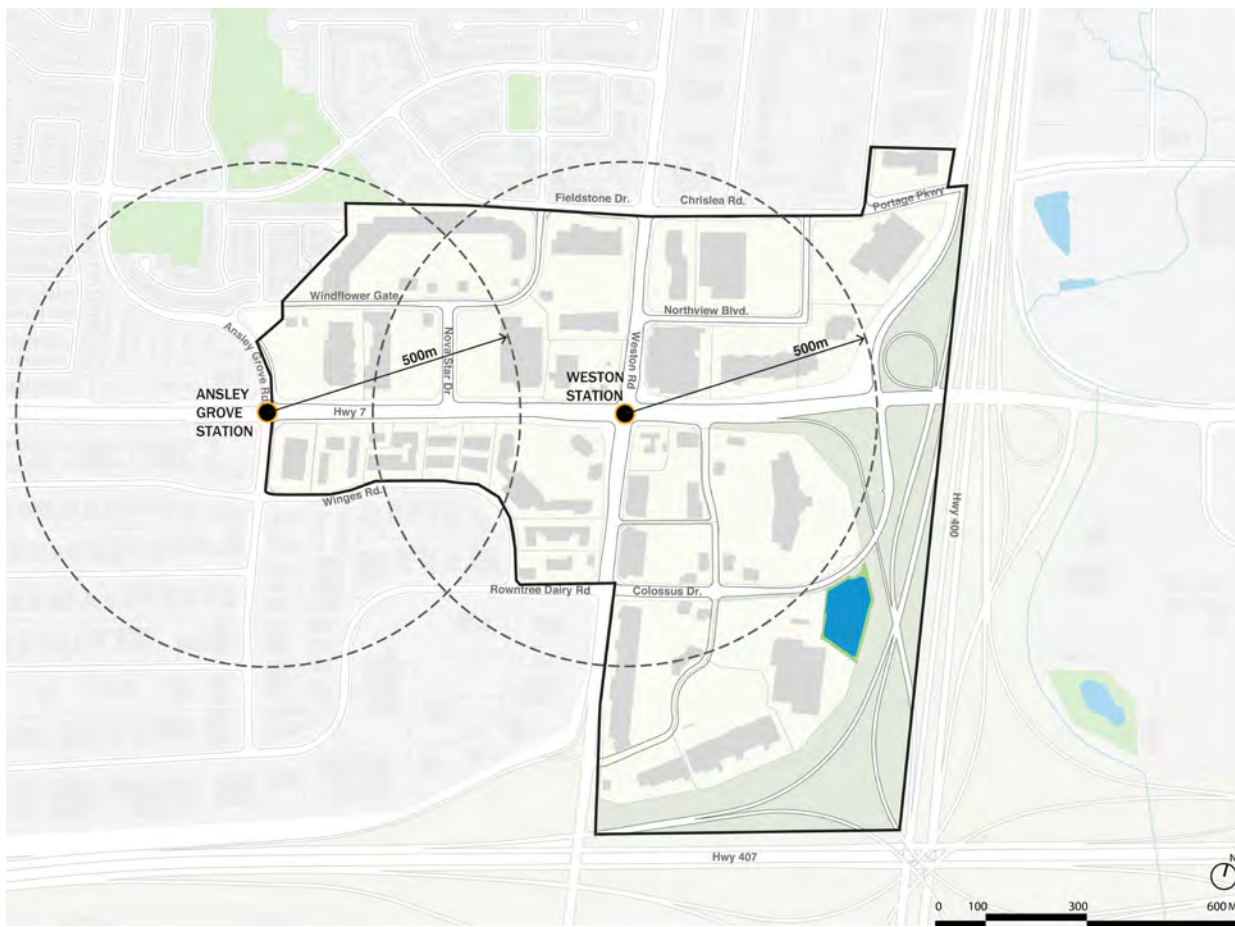 Fieldstone Dr.
Chrislea Rd.
Portage Pkwy
Windflower Gate
Northview Blvd.
Ansley Grove Rd.
Nova Star Dr.
Weston Rd
500m
500m
ANSLEY
GROVE
STATION
WESTON
STATION
Hwy 7
Winges Rd.
Hwy 400
Rowntree Dairy Rd
Colossus Dr.
Hwy 407
N
0 100 300 600 M